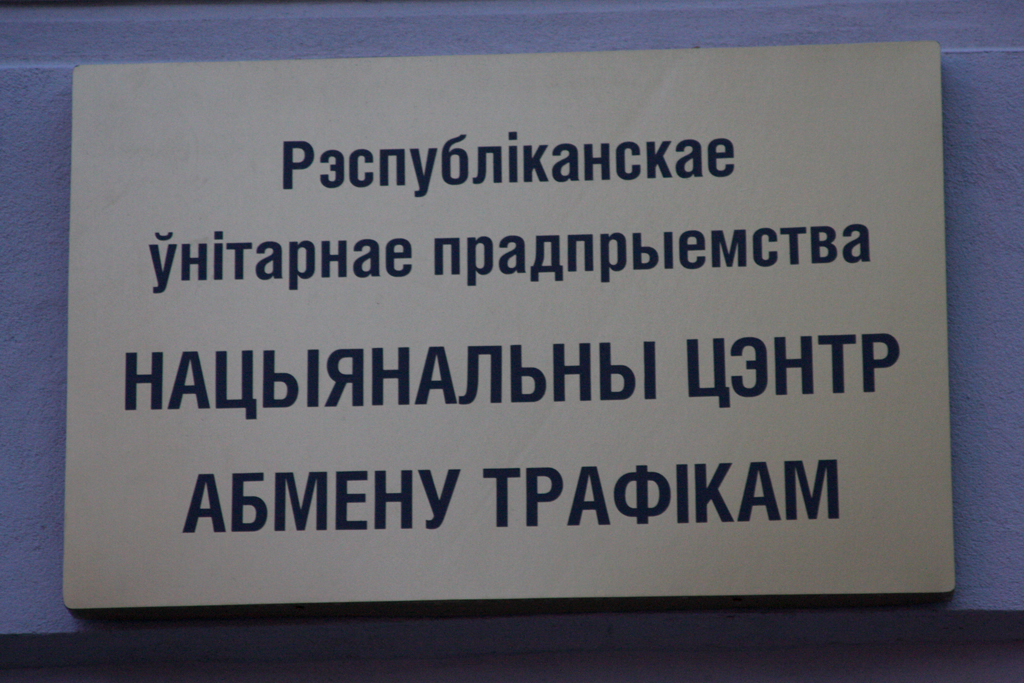 Рэспубліканскае
ўнітарнае прадпрыемства
НАЦЫЯНАЛЬНЫ ЦЭНТР
АБМЕНУ ТРАФІКАМ